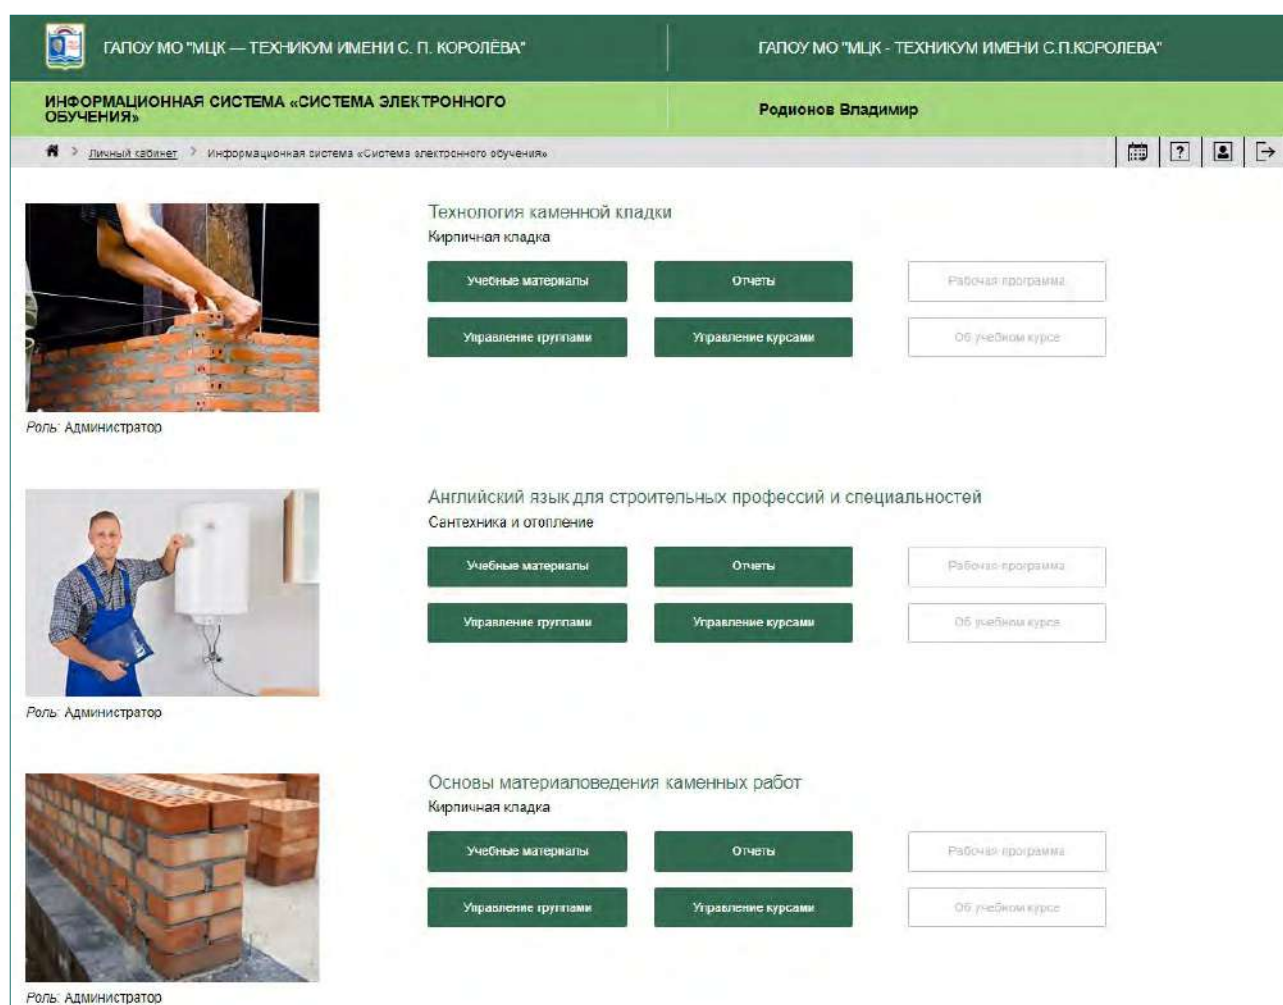 ГАПОУ МО "МЦК — ТЕХНИКУМ ИМЕНИ С. П. КОРОЛЁВА"
ГАПОУ МО "МЦК - ТЕХНИКУМ ИМЕНИ С.П.КОРОЛЕВА"
ИНФОРМАЦИОННАЯ СИСТЕМА «СИСТЕМА ЭЛЕКТРОННОГО
ОБУЧЕНИЯ»
Родионов Владимир
Личный кабинет > Информационная система «Система электронного обучения»
Технология каменной кладки
Кирпичная кладка
Учебные материалы
Отчеты
Рабочая программа
Управление группами
Управление курсами
Об учебном курсе
Роль: Администратор
Английский язык для строительных профессий и специальностей
Сантехника и отопление
Учебные материалы
Отчеты
Рабочая программа
Управление группами
Управление курсами
Об учебном курсе
Роль: Администратор
Основы материаловедения каменных работ
Кирпичная кладка
Учебные материалы
Отчеты
Рабочая программа
Управление группами
Управление курсами
Об учебном курсе
Роль: Администратор